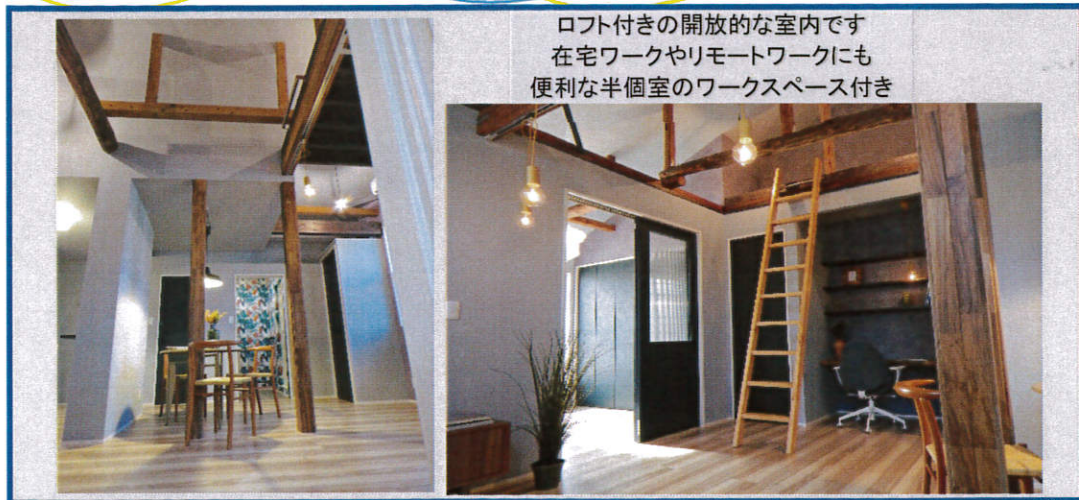 ロフト付きの開放的な室内です
在宅ワークやリモートワークにも
便利な半個室のワークスペース付き